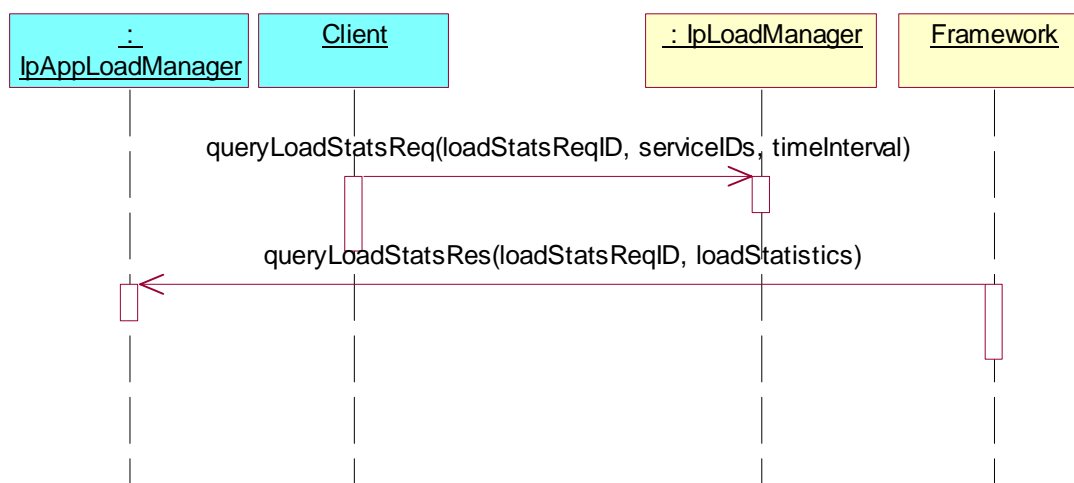 :
IpAppLoadManager
Client
: IpLoadManager
Framework
queryLoadStatsReq(loadStatsReqID, serviceIDs, timeInterval)
queryLoadStatsRes(loadStatsReqID, loadStatistics)